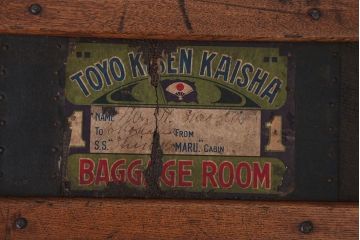 "TOYO KISEN KAISHA"
NAME
1 1
To FROM
S.S." MARU." CABIN
BAGGAGE ROOM